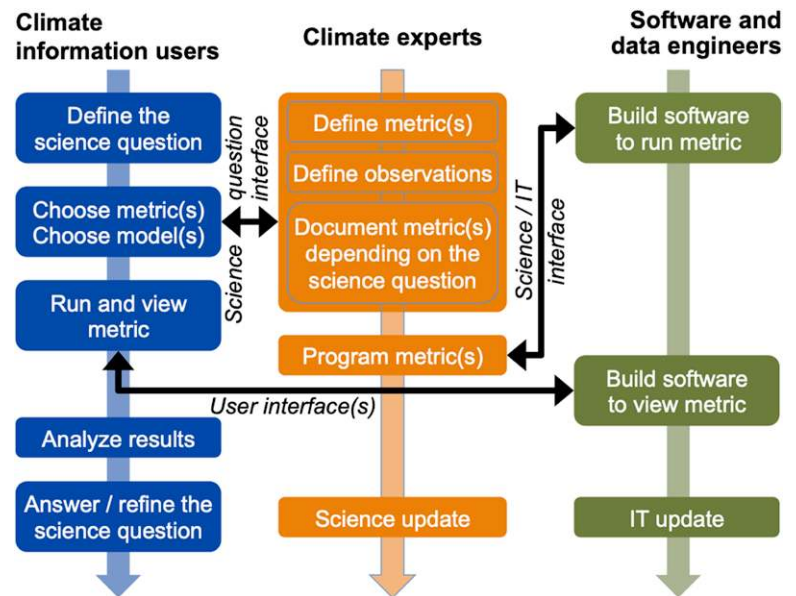 Climate
information users
Climate experts
Software and
data engineers
Define the
science question
Choose metric(s)
Choose model(s)
Run and view
metric
Analyze results
Answer / refine the
science question
Science question
interface
Define metric(s)
Define observations
Document metric(s)
depending on the
science question
Program metric(s)
Science update
Science / IT
interface
User interface(s)
Build software
to run metric
Build software
to view metric
IT update